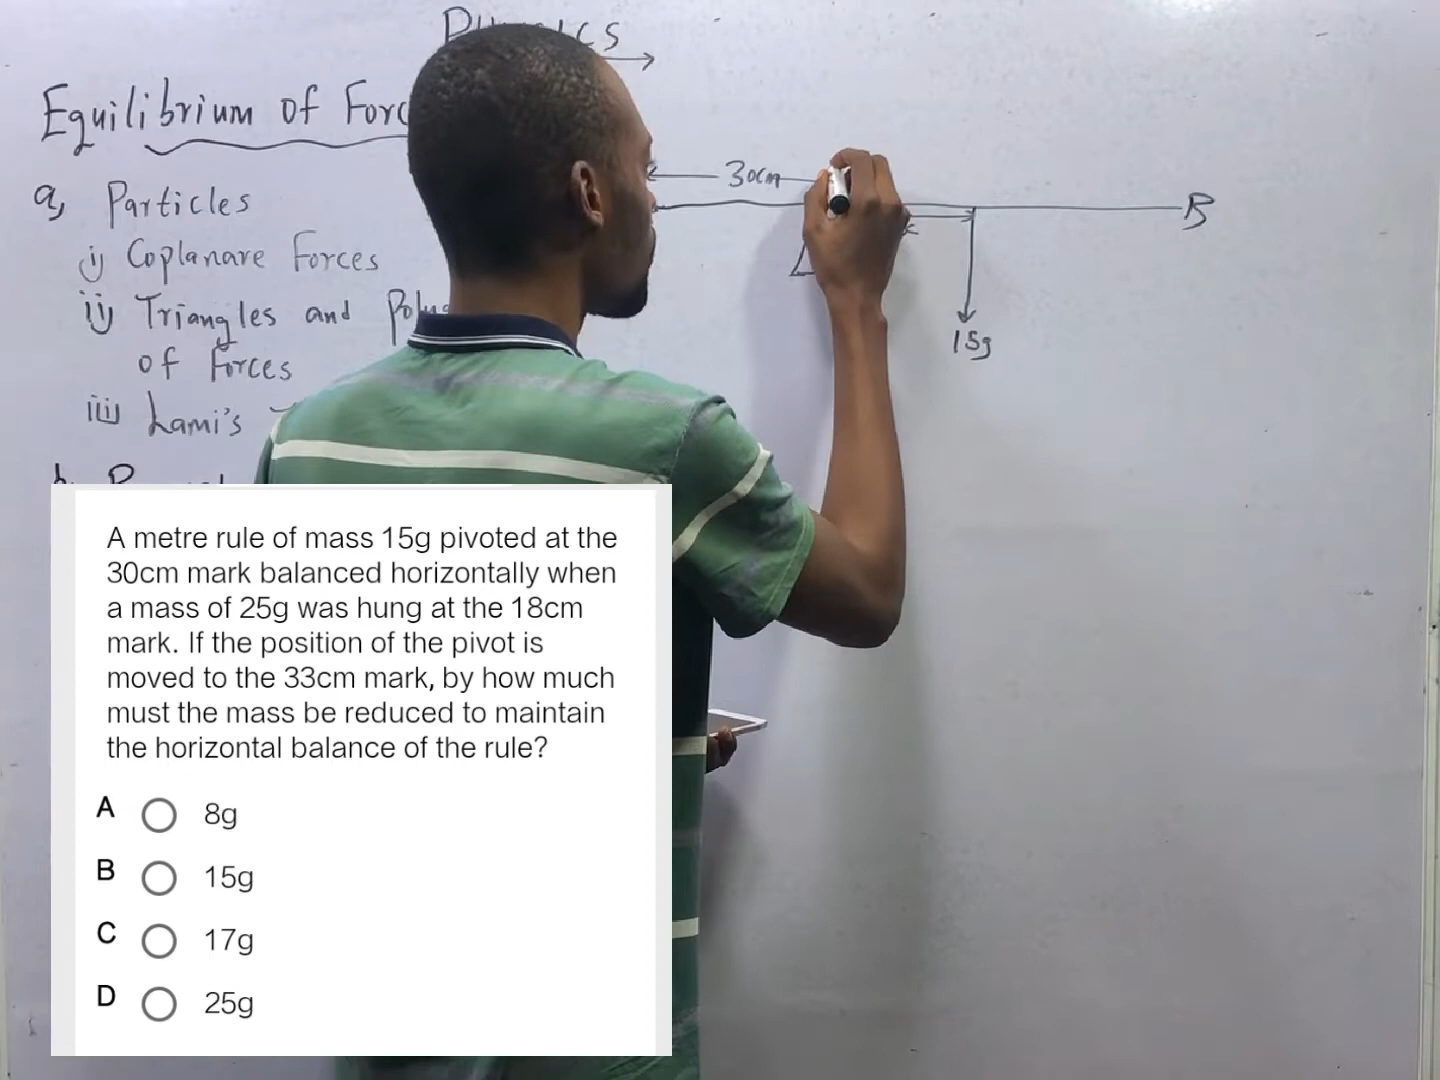 Equilibrium of
a, Particles
i) Coplanare Forces
ii) Triangles and
of Forces
iii) Lami's
30cm
B
15g
A metre rule of mass 15g pivoted at the
30cm mark balanced horizontally when
a mass of 25g was hung at the 18cm
mark. If the position of the pivot is
moved to the 33cm mark, by how much
must the mass be reduced to maintain
the horizontal balance of the rule?
A 8g
B 15g
C 17g
D 25g